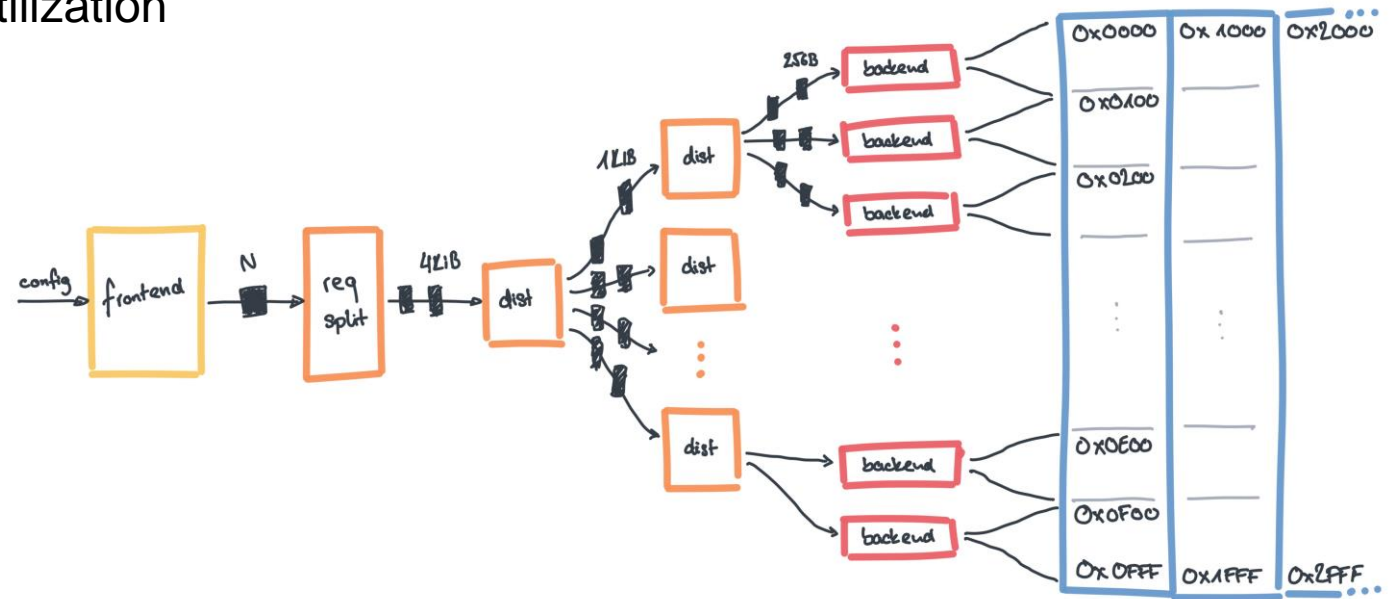 tilization
config
frontend
N
req
split
4KiB
dist
1KiB
dist
dist
dist
256B
backend
backend
backend
backend
backend
0x0000
0x1000
0x2000
0x0100
0x0200
0x0E00
0x0F00
0x0FFF
0x1FFF
0x2FFF